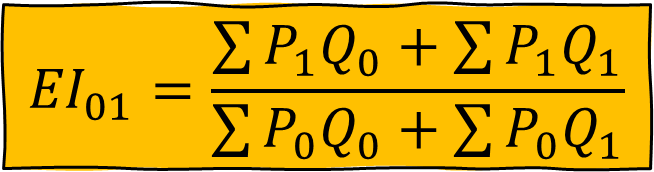 EI₀₁ = (∑ P₁Q₀ + ∑ P₁Q₁) / (∑ P₀Q₀ + ∑ P₀Q₁)